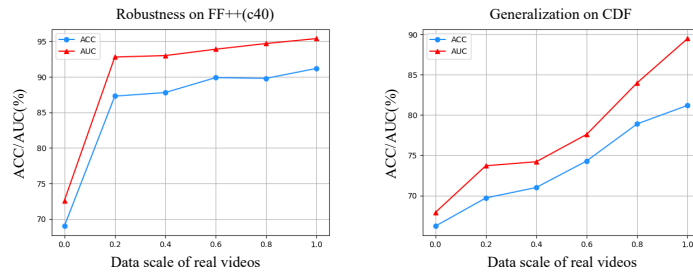 Robustness on FF++(c40)
ACC
AUC
95
90
85
80
75
70
ACC/AUC(%)
0.0 0.2 0.4 0.6 0.8 1.0
Data scale of real videos
Generalization on CDF
ACC
AUC
90
85
80
75
70
ACC/AUC(%)
0.0 0.2 0.4 0.6 0.8 1.0
Data scale of real videos